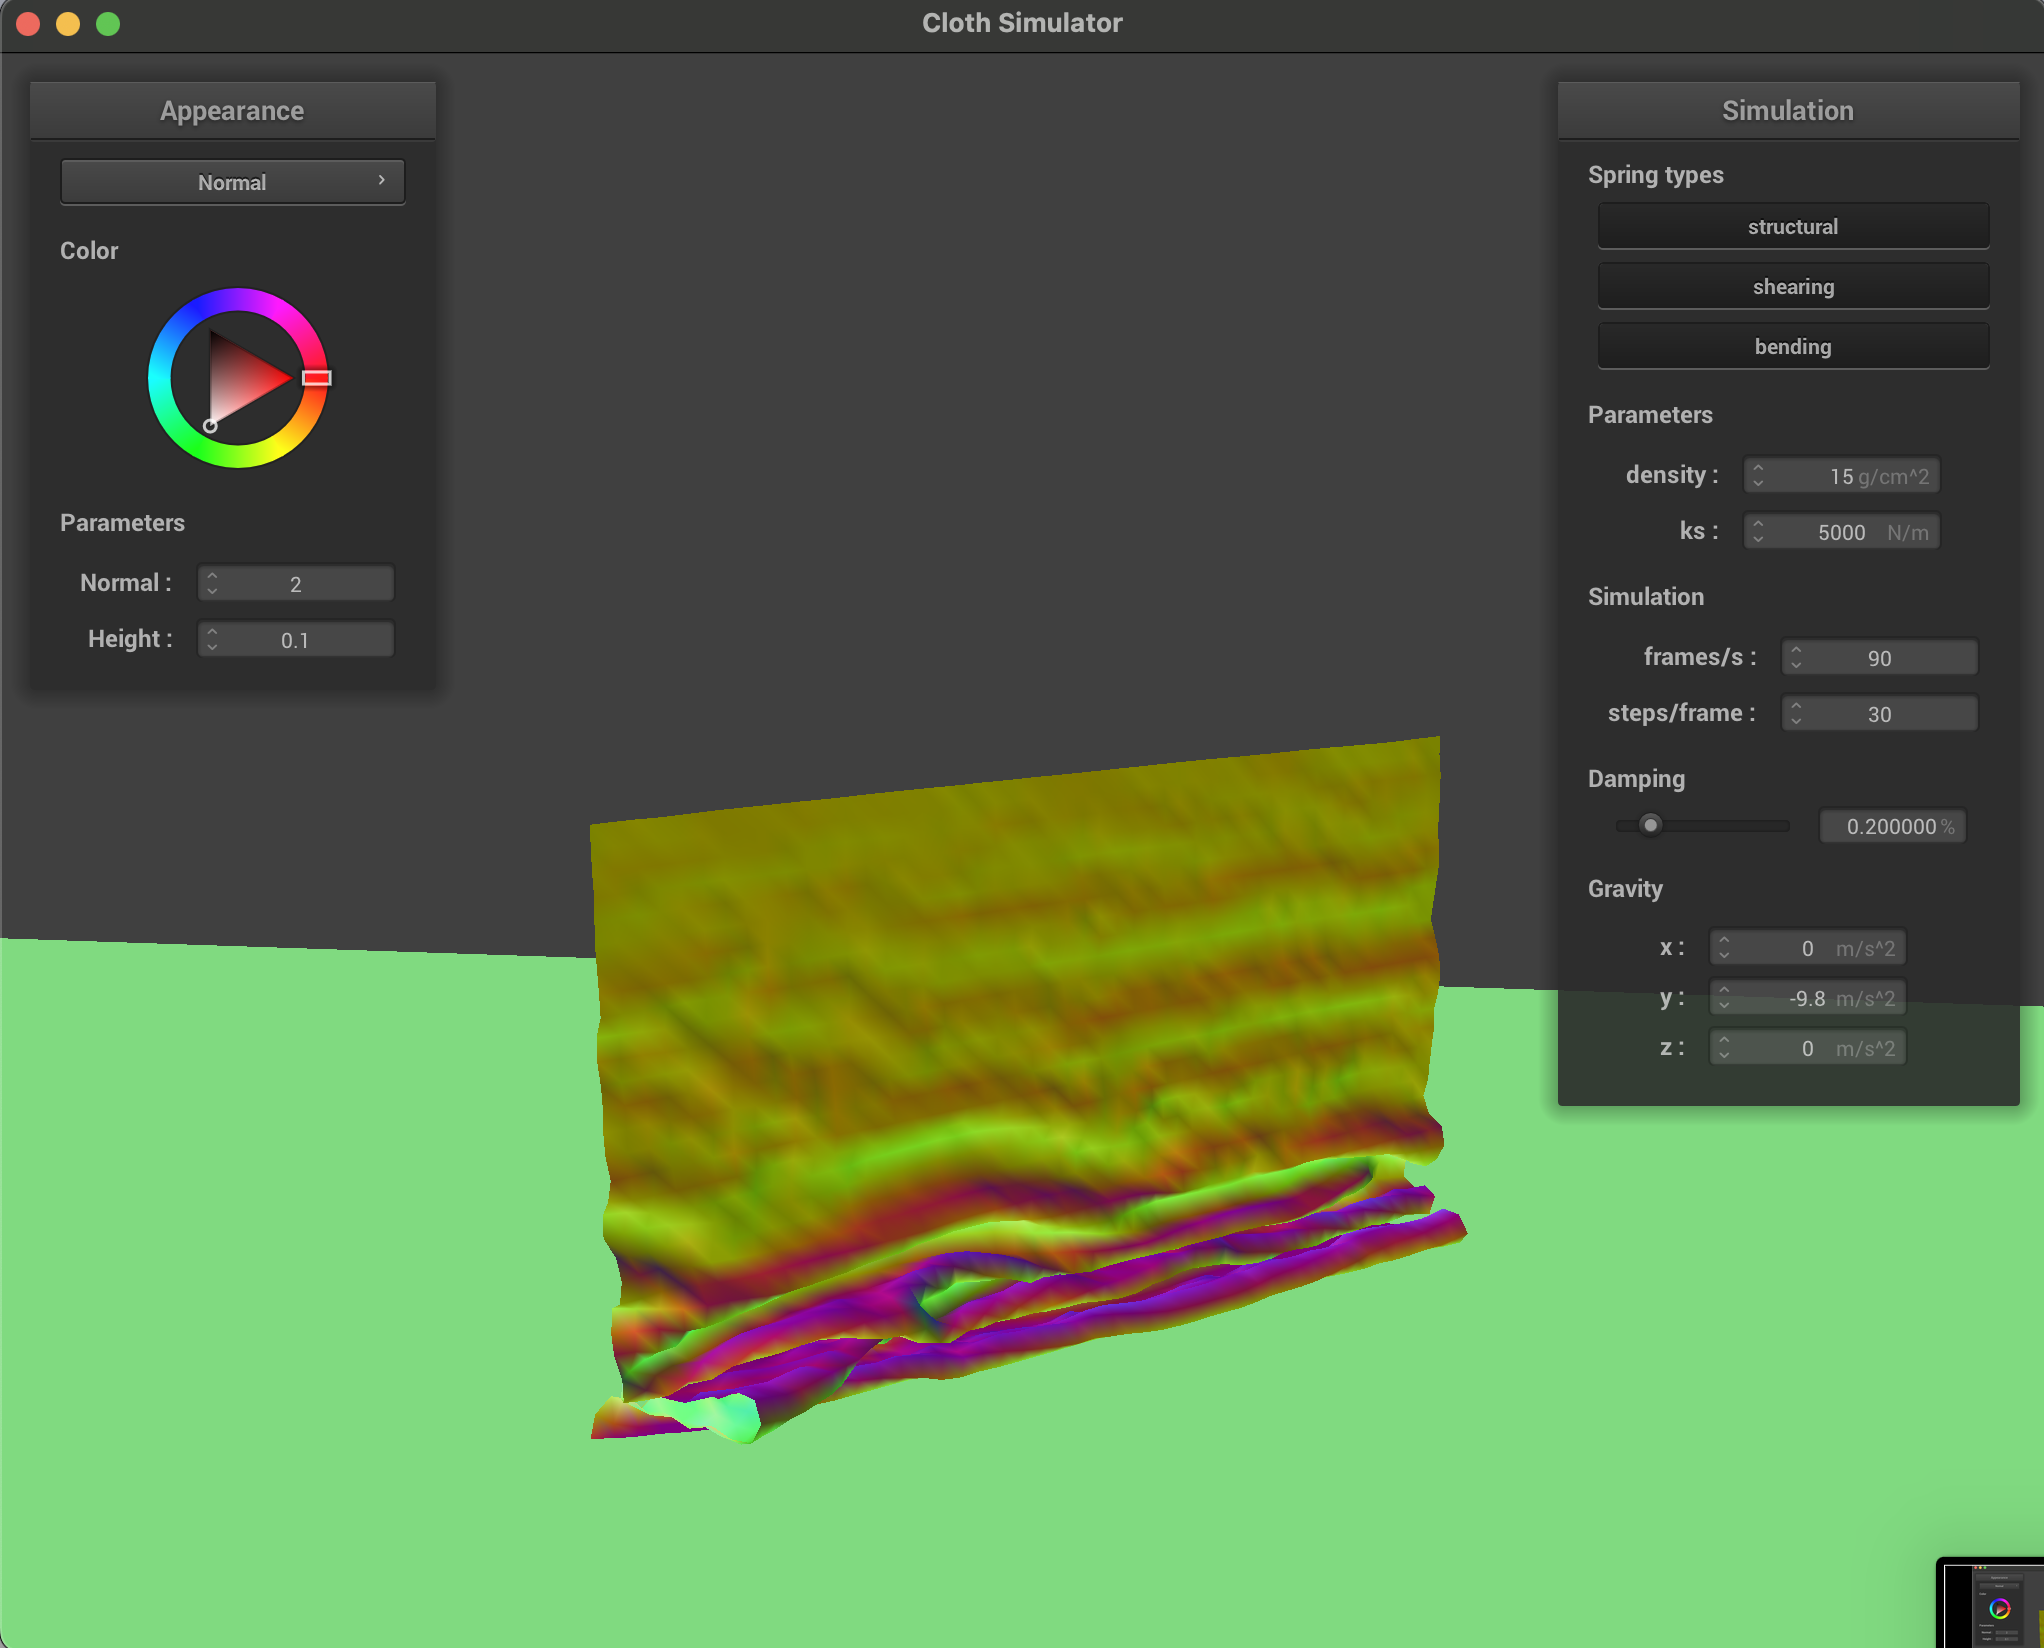 Cloth Simulator
Appearance
Normal
Color
Parameters
Normal : 2
Height : 0.1
Simulation
Spring types
structural
shearing
bending
Parameters
density : 15 g/cm^2
ks : 5000 N/m
Simulation
frames/s : 90
steps/frame : 30
Damping
0.200000 %
Gravity
x : 0 m/s^2
y : -9.8 m/s^2
z : 0 m/s^2